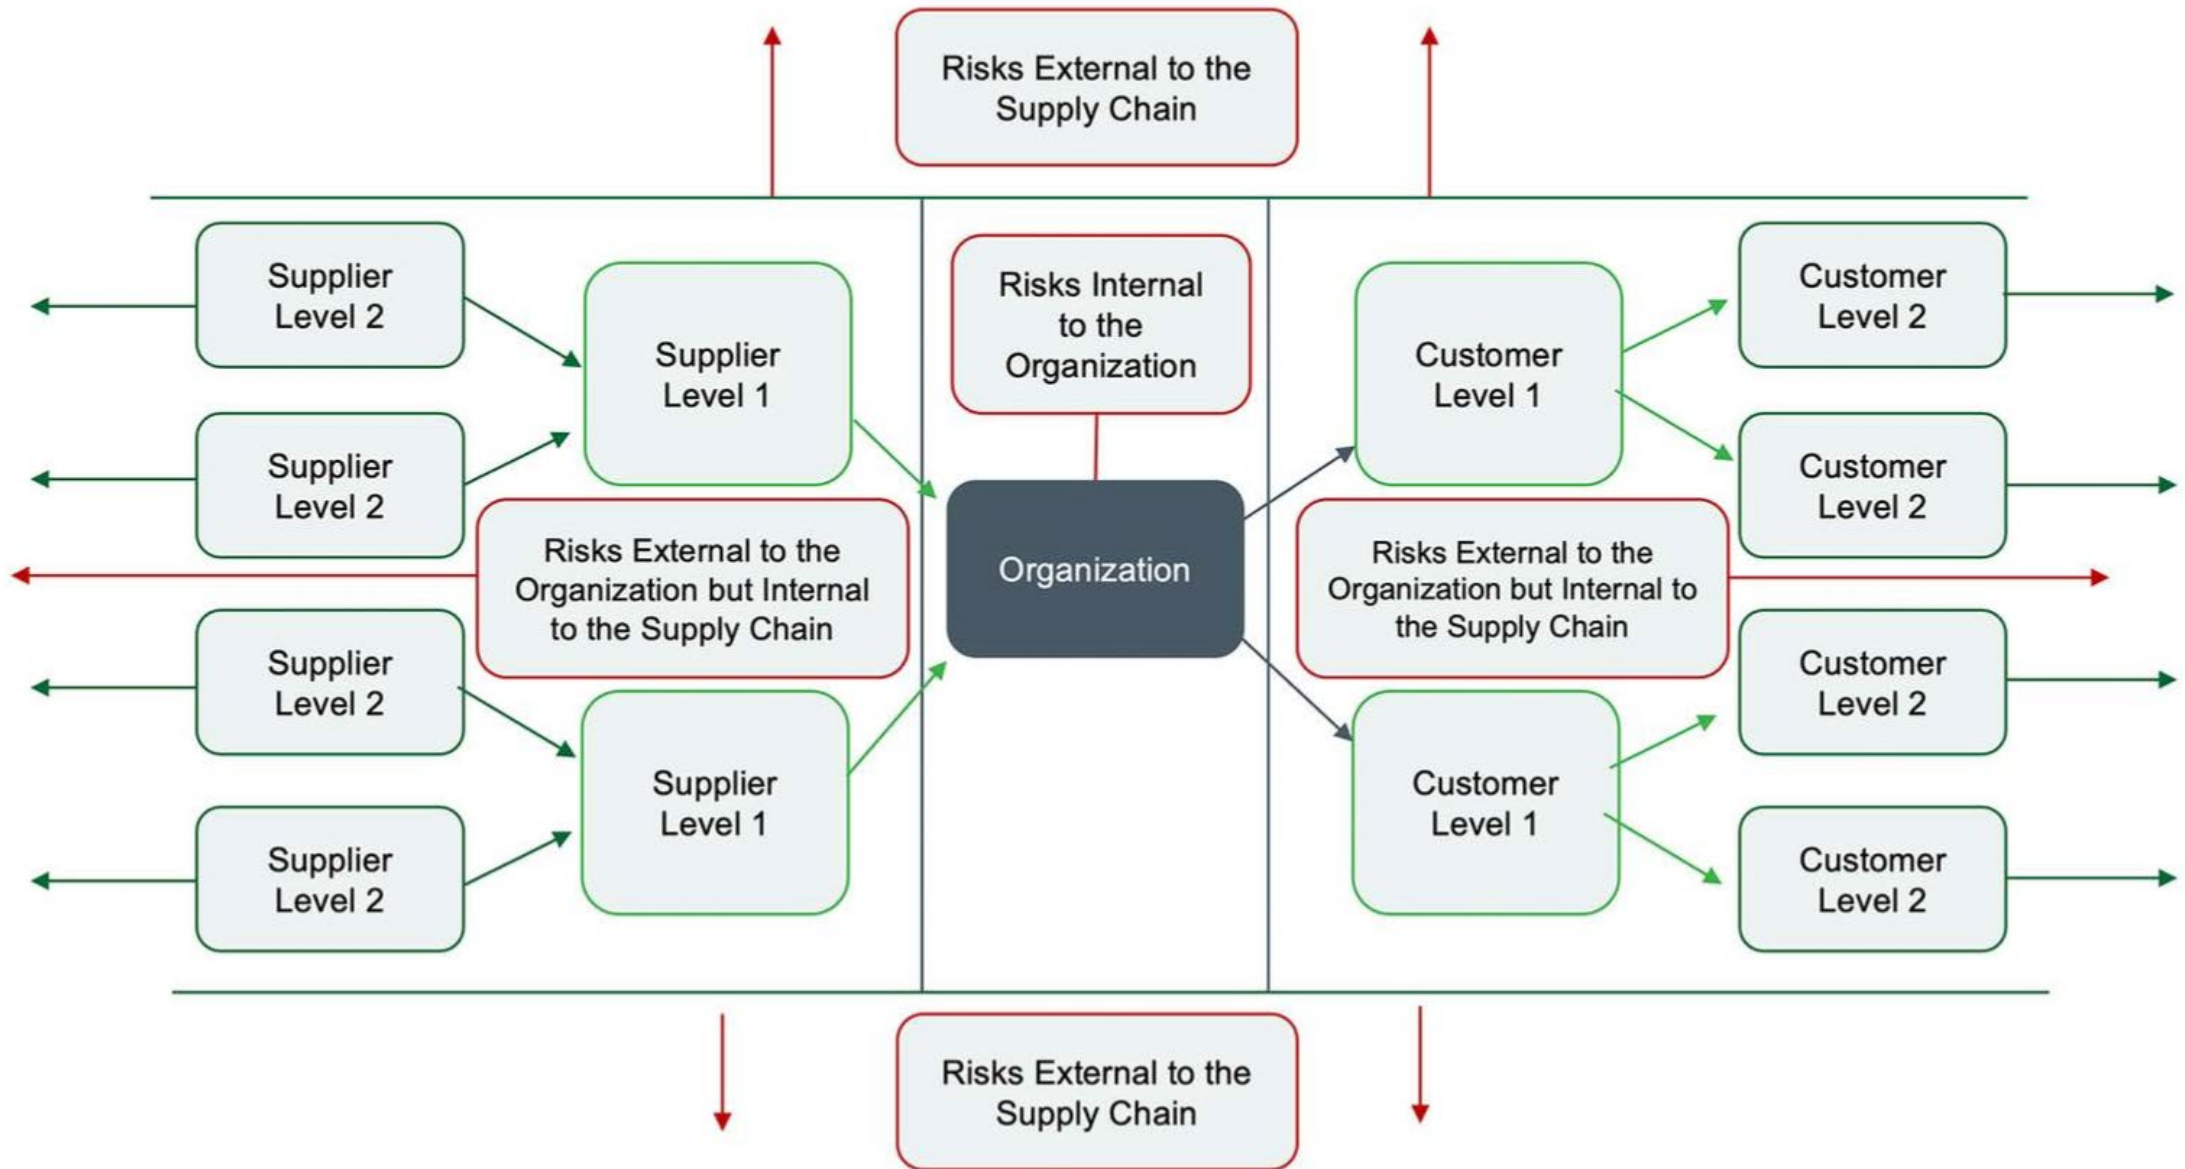 Risks External to the
Supply Chain
Supplier
Level 2
Supplier
Level 1
Risks Internal
to the
Organization
Customer
Level 1
Customer
Level 2
Supplier
Level 2
Customer
Level 2
Risks External to the
Organization but Internal
to the Supply Chain
Organization
Risks External to the
Organization but Internal to
the Supply Chain
Supplier
Level 2
Supplier
Level 1
Customer
Level 1
Customer
Level 2
Supplier
Level 2
Customer
Level 2
Risks External to the
Supply Chain